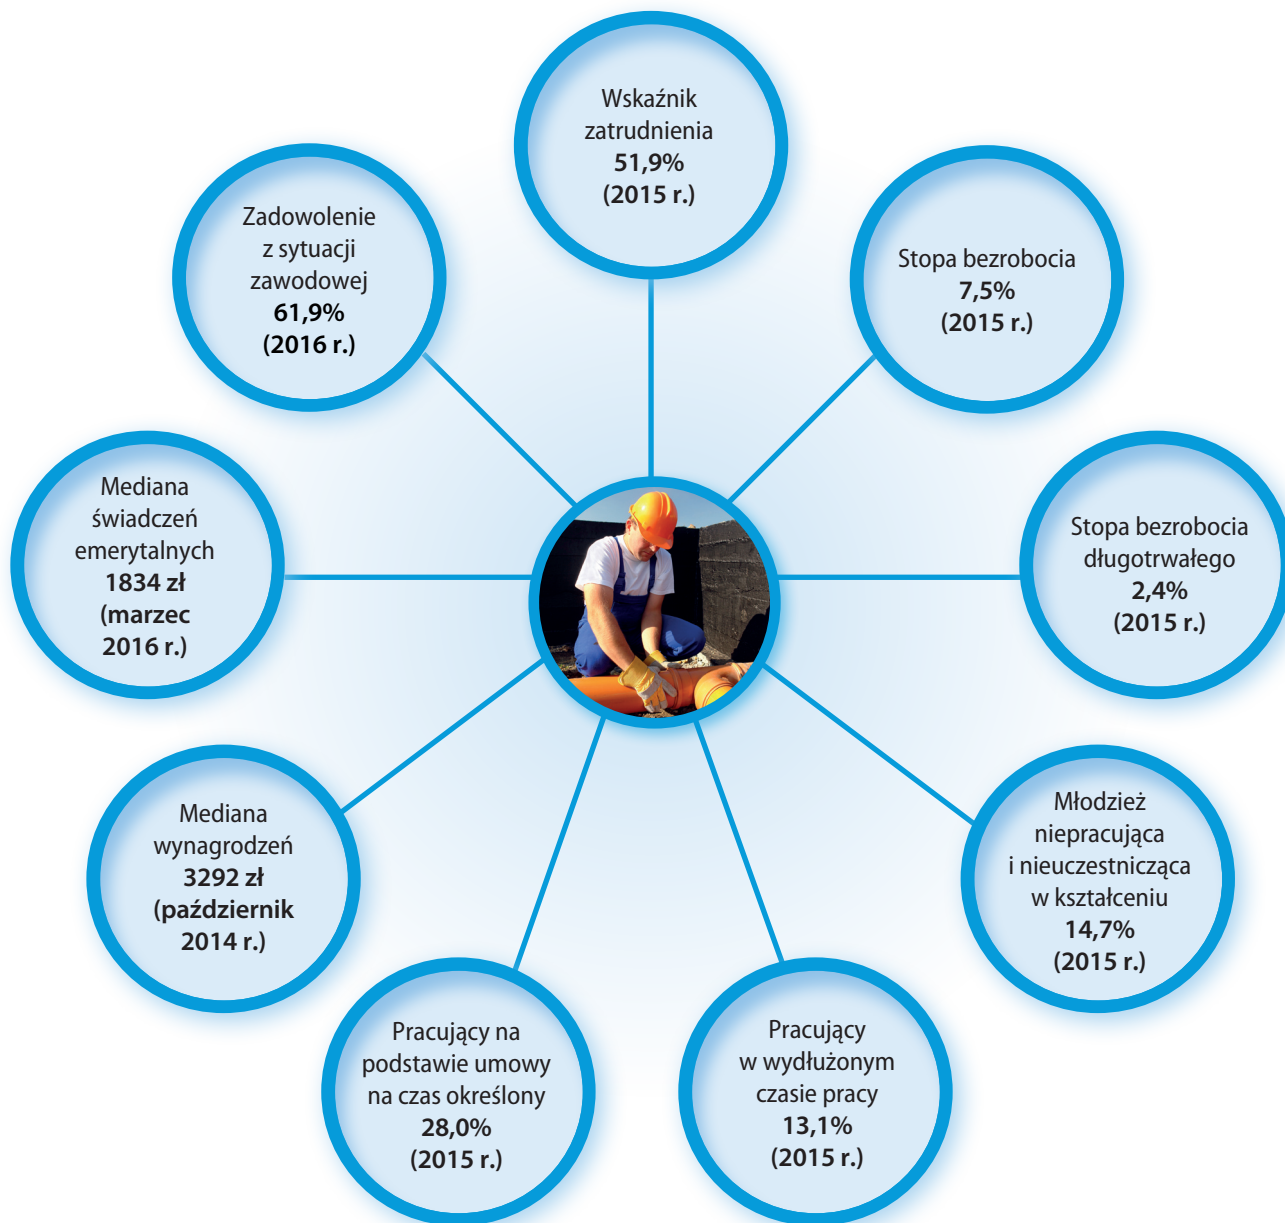 Wskaźnik
zatrudnienia
51,9%
(2015 r.)
Stopa bezrobocia
7,5%
(2015 r.)
Stopa bezrobocia
długotrwałego
2,4%
(2015 r.)
Młodzież
niepracująca
i nieuczestnicząca
w kształceniu
14,7%
(2015 r.)
Pracujący
w wydłużonym
czasie pracy
13,1%
(2015 r.)
Pracujący na
podstawie umowy
na czas określony
28,0%
(2015 r.)
Mediana
wynagrodzeń
3292 zł
(październik
2014 r.)
Mediana
świadczeń
emerytalnych
1834 zł
(marzec
2016 r.)
Zadowolenie
z sytuacji
zawodowej
61,9%
(2016 r.)